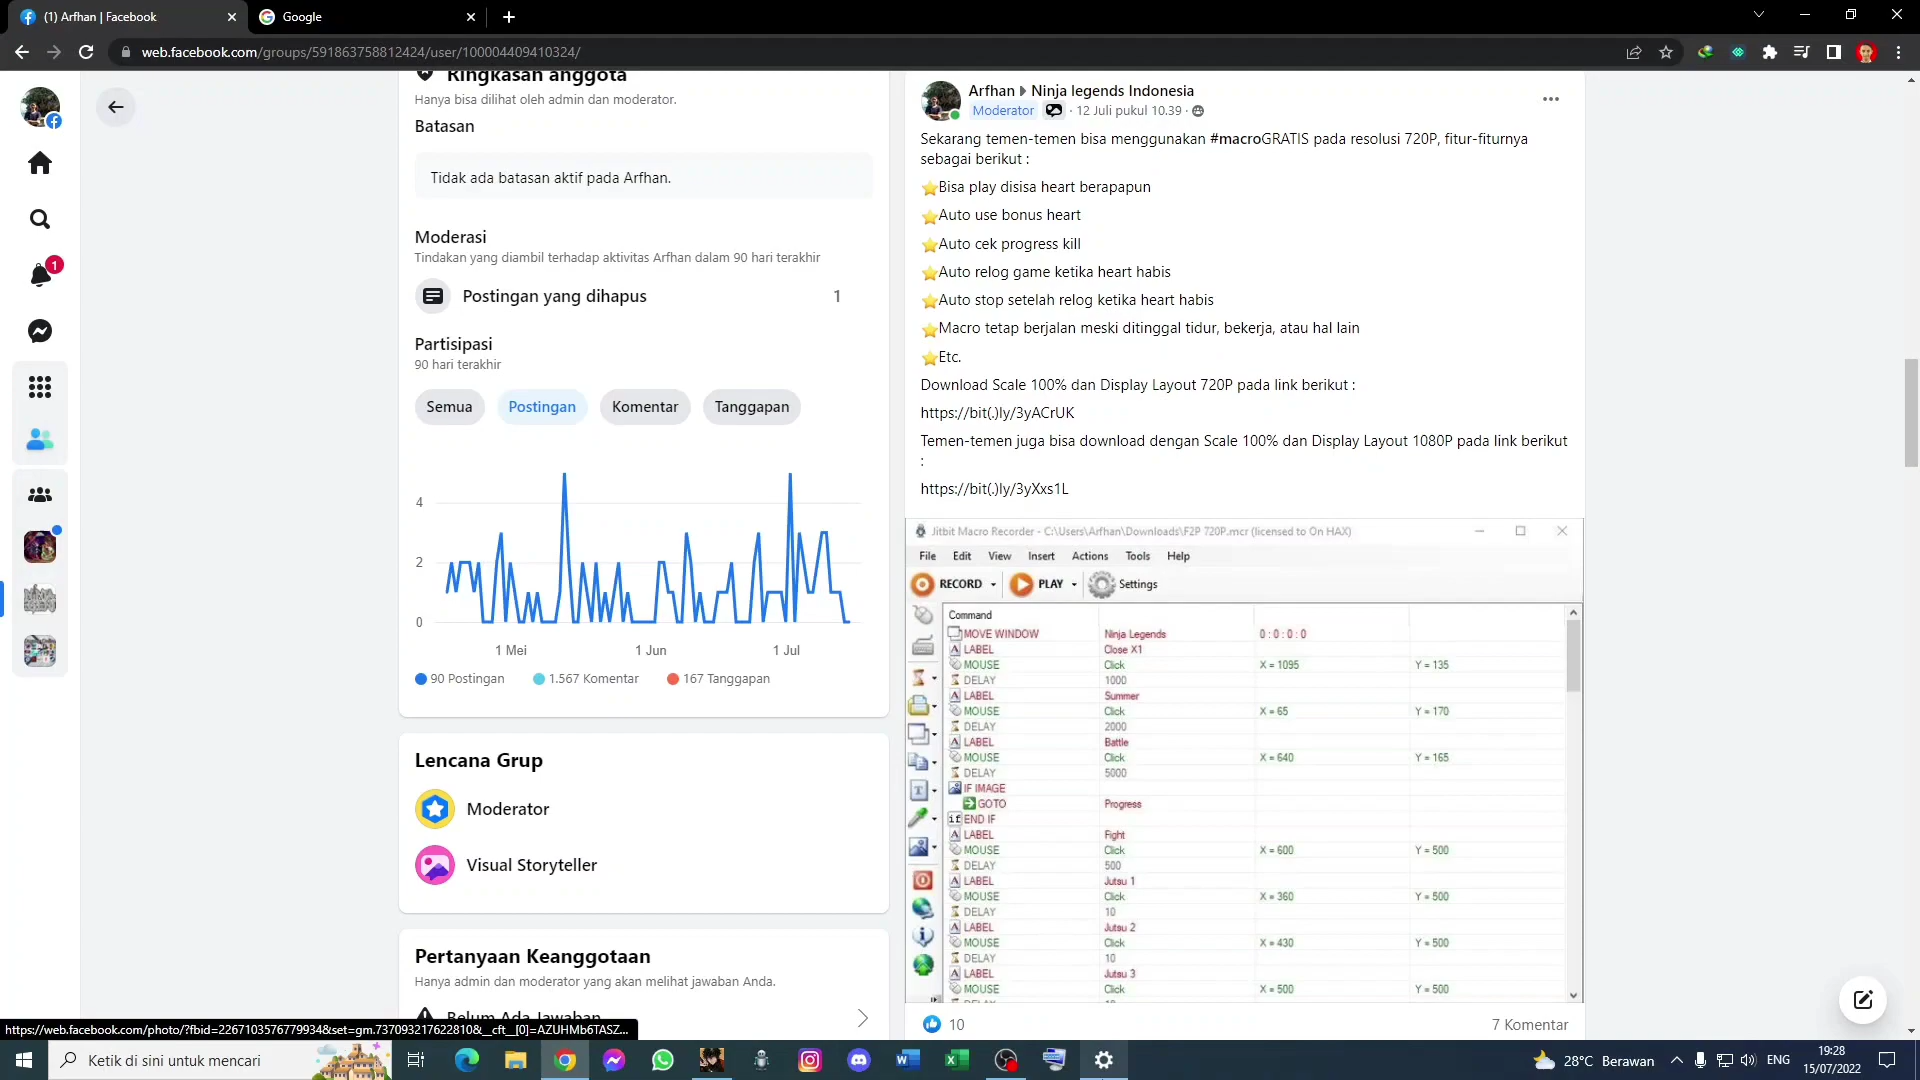 (1) Arfhan | Facebook
Google
web.facebook.com/groups/591863758812424/user/100004409410324/
1
Ringkasan anggota
Hanya bisa dilihat oleh admin dan moderator.
Batasan
Tidak ada batasan aktif pada Arfhan.
Moderasi
Tindakan yang diambil terhadap aktivitas Arfhan dalam 90 hari terakhir
Postingan yang dihapus 1
Partisipasi
90 hari terakhir
Semua Postingan Komentar Tanggapan
4
2
0
1 Mei 1 Jun 1 Jul
90 Postingan 1.567 Komentar 167 Tanggapan
Lencana Grup
Moderator
Visual Storyteller
Pertanyaan Keanggotaan
Hanya admin dan moderator yang akan melihat jawaban Anda.
Belum Ada Jawaban
Arfhan Ninja legends Indonesia
Moderator · 12 Juli pukul 10.39 ·
Sekarang temen-temen bisa menggunakan #macroGRATIS pada resolusi 720P, fitur-fiturnya
sebagai berikut :
⭐Bisa play disisa heart berapapun
⭐Auto use bonus heart
⭐Auto cek progress kill
⭐Auto relog game ketika heart habis
⭐Auto stop setelah relog ketika heart habis
⭐Macro tetap berjalan meski ditinggal tidur, bekerja, atau hal lain
⭐Etc.
Download Scale 100% dan Display Layout 720P pada link berikut :
https://bit(.)ly/3yACrUK
Temen-temen juga bisa download dengan Scale 100% dan Display Layout 1080P pada link berikut
:
https://bit(.)ly/3yXxs1L
Jitbit Macro Recorder - C:\Users\Arfhan\Downloads\F2P 720P.mcr (licensed to On HAX)
File Edit View Insert Actions Tools Help
RECORD PLAY Settings
Command
MOVE WINDOW Ninja Legends 0 : 0 : 0 : 0
LABEL Close X1
MOUSE Click X = 1095 Y = 135
DELAY 1000
LABEL Summer
MOUSE Click X = 65 Y = 170
DELAY 2000
LABEL Battle
MOUSE Click X = 640 Y = 165
DELAY 5000
IF IMAGE
GOTO Progress
END IF
LABEL Fight
MOUSE Click X = 600 Y = 500
DELAY 500
LABEL Jutsu 1
MOUSE Click X = 360 Y = 500
DELAY 10
LABEL Jutsu 2
MOUSE Click X = 430 Y = 500
DELAY 10
LABEL Jutsu 3
MOUSE Click X = 500 Y = 500
DELAY 10
10 7 Komentar
https://web.facebook.com/photo/?fbid=2267103576779934&set=gm.737093217622810&__cft__[0]=AZUHMb6TASZ...
Ketik di sini untuk mencari
28°C Berawan ENG
19:28
15/07/2022